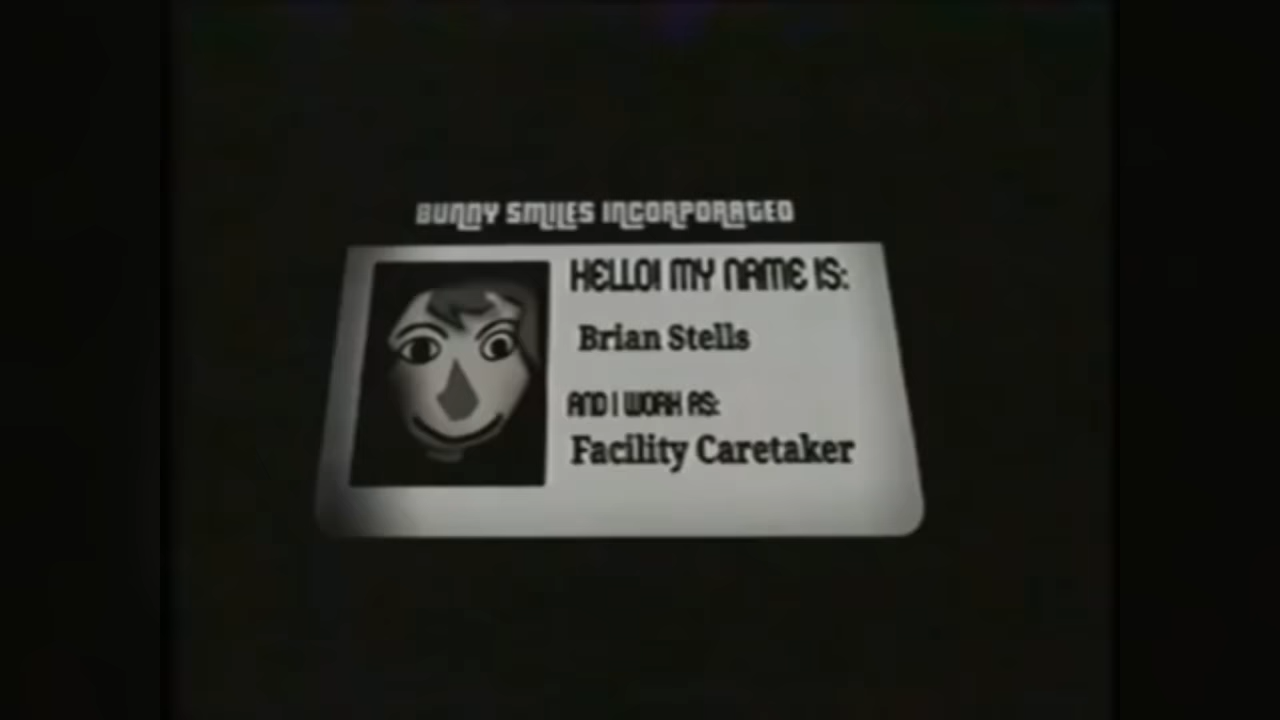 BUNNY SMILES INCORPORATED
HELLO! MY NAME IS:
Brian Stells
AND I WORK AS:
Facility Caretaker